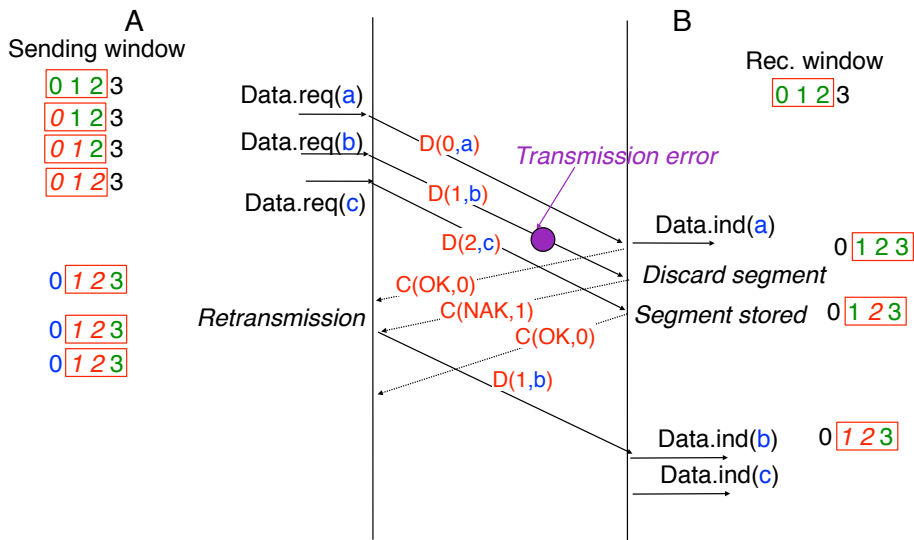 A
B
Sending window
Rec. window
0 1 2 3
0 1 2 3
0 1 2 3
0 1 2 3
0 1 2 3
Data.req(a)
D(0,a)
Transmission error
Data.req(b)
D(1,b)
Data.req(c)
D(2,c)
Data.ind(a)
0 1 2 3
0 1 2 3
C(OK,0)
Discard segment
Retransmission
C(NAK,1)
Segment stored
0 1 2 3
0 1 2 3
C(OK,0)
0 1 2 3
D(1,b)
Data.ind(b)
0 1 2 3
Data.ind(c)